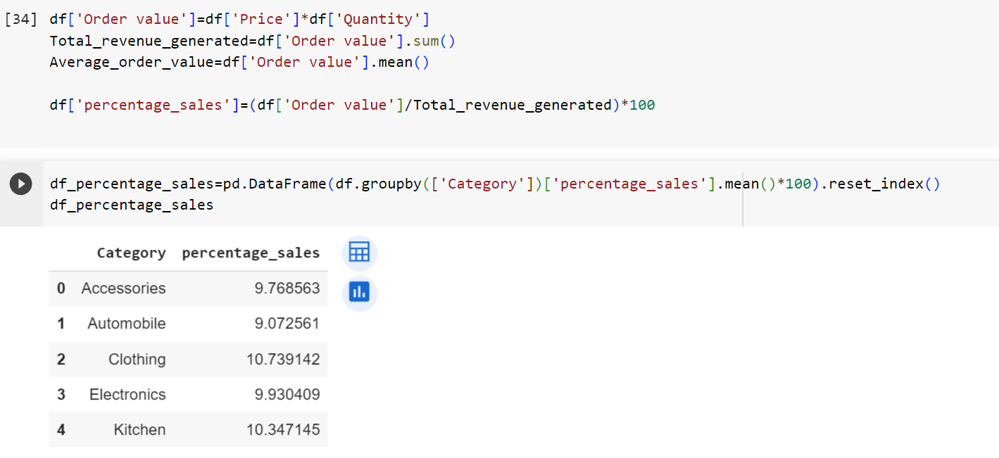 [34] df['Order value']=df['Price']*df['Quantity']
Total_revenue_generated=df['Order value'].sum()
Average_order_value=df['Order value'].mean()
df['percentage_sales']=(df['Order value']/Total_revenue_generated)*100
df_percentage_sales=pd.DataFrame(df.groupby(['Category'])['percentage_sales'].mean()*100).reset_index()
df_percentage_sales
Category percentage_sales
0 Accessories 9.768563
1 Automobile 9.072561
2 Clothing 10.739142
3 Electronics 9.930409
4 Kitchen 10.347145